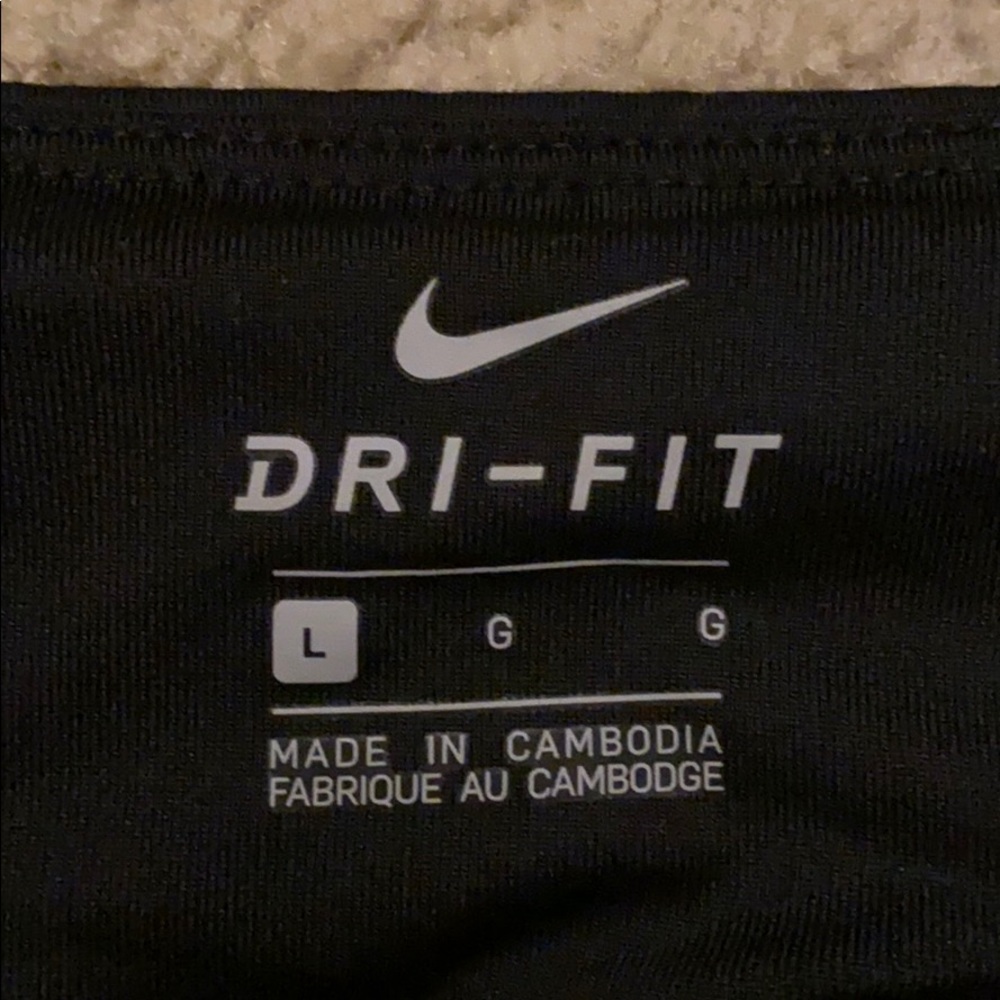 DRI-FIT
L G G
MADE IN CAMBODIA
FABRIQUE AU CAMBODGE